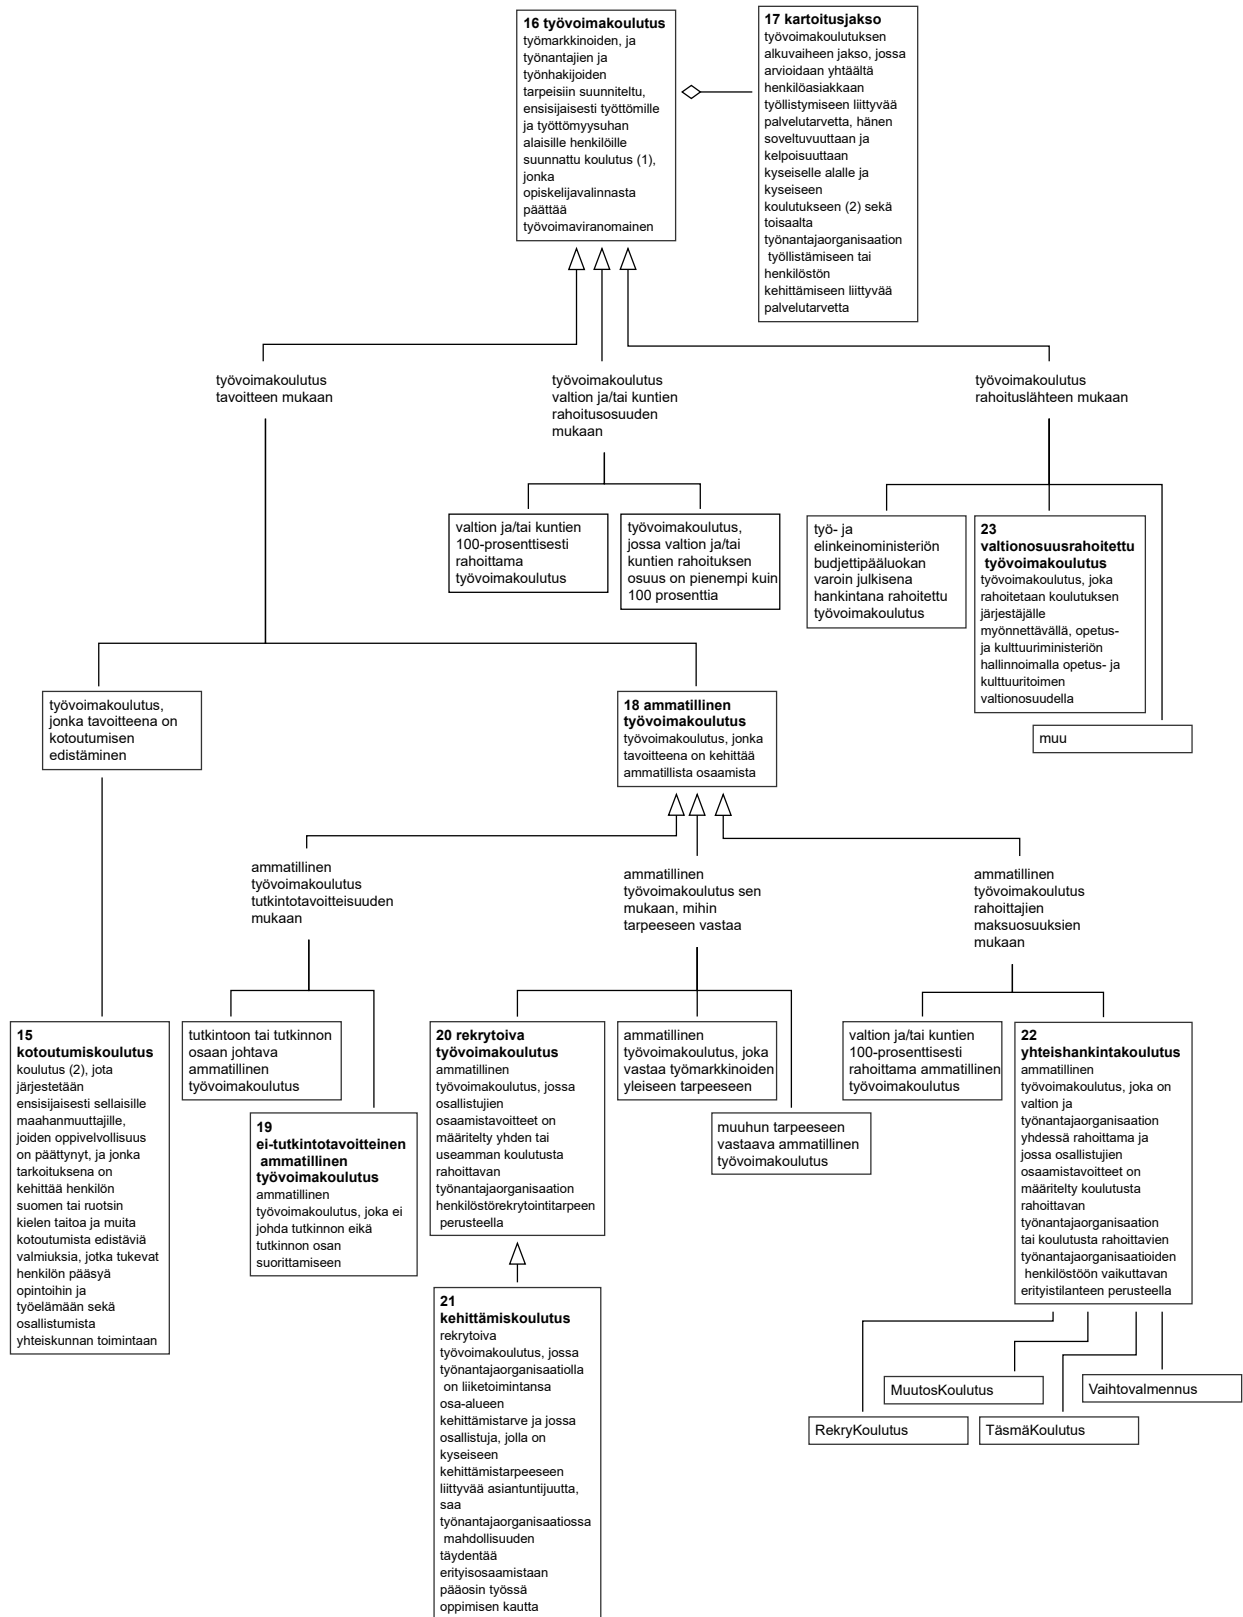 16 työvoimakoulutus
työmarkkinoiden, ja
työnantajien ja
työnhakijoiden
tarpeisiin suunniteltu,
ensisijaisesti työttömille
ja työttömyysuhan
alaisille henkilöille
suunnattu koulutus (1),
jonka
opiskelijavalinnasta
päättää
työvoimaviranomainen
17 kartoitusjakso
työvoimakoulutuksen
alkuvaiheen jakso, jossa
arvioidaan yhtäältä
henkilöasiakkaan
työllistymiseen liittyvää
palvelutarvetta, hänen
soveltuvuuttaan ja
kelpoisuuttaan
kyseiselle alalle ja
kyseiseen
koulutukseen (2) sekä
toisaalta
työnantajaorganisaation
työllistämiseen tai
henkilöstön
kehittämiseen liittyvää
palvelutarvetta
työvoimakoulutus
tavoitteen mukaan
työvoimakoulutus
valtion ja/tai kuntien
rahoitusosuuden
mukaan
työvoimakoulutus
rahoituslähteen mukaan
valtion ja/tai kuntien
100-prosenttisesti
rahoittama
työvoimakoulutus
työvoimakoulutus,
jossa valtion ja/tai
kuntien rahoituksen
osuus on pienempi kuin
100 prosenttia
työ- ja
elinkeinoministeriön
budjettipääluokan
varoin julkisena
hankintana rahoitettu
työvoimakoulutus
23
valtionosuusrahoitettu
työvoimakoulutus
työvoimakoulutus, joka
rahoitetaan koulutuksen
järjestäjälle
myönnettävällä, opetus-
ja kulttuuriministeriön
hallinnoimalla opetus- ja
kulttuuritoimen
valtionosuudella
muu
työvoimakoulutus,
jonka tavoitteena on
kotoutumisen
edistäminen
18 ammatillinen
työvoimakoulutus
työvoimakoulutus, jonka
tavoitteena on kehittää
ammatillista osaamista
ammatillinen
työvoimakoulutus
tutkintotavoitteisuuden
mukaan
ammatillinen
työvoimakoulutus sen
mukaan, mihin
tarpeeseen vastaa
ammatillinen
työvoimakoulutus
rahoittajien
maksuosuuksien
mukaan
15
kotoutumiskoulutus
koulutus (2), jota
järjestetään
ensisijaisesti sellaisille
maahanmuuttajille,
joiden oppivelvollisuus
on päättynyt, ja jonka
tarkoituksena on
kehittää henkilön
suomen tai ruotsin
kielen taitoa ja muita
kotoutumista edistäviä
valmiuksia, jotka tukevat
henkilön pääsyä
opintoihin ja
työelämään sekä
osallistumista
yhteiskunnan toimintaan
tutkintoon tai tutkinnon
osaan johtava
ammatillinen
työvoimakoulutus
19
ei-tutkintotavoitteinen
ammatillinen
työvoimakoulutus
ammatillinen
työvoimakoulutus, joka ei
johda tutkinnon eikä
tutkinnon osan
suorittamiseen
20 rekrytoiva
työvoimakoulutus
ammatillinen
työvoimakoulutus, jossa
osallistujien
osaamistavoitteet on
määritelty yhden tai
useamman koulutusta
rahoittavan
työnantajaorganisaation
henkilöstörekrytointitarpeen
perusteella
ammatillinen
työvoimakoulutus, joka
vastaa työmarkkinoiden
yleiseen tarpeeseen
muuhun tarpeeseen
vastaava ammatillinen
työvoimakoulutus
valtion ja/tai kuntien
100-prosenttisesti
rahoittama ammatillinen
työvoimakoulutus
22
yhteishankintakoulutus
ammatillinen
työvoimakoulutus, joka on
valtion ja
työnantajaorganisaation
yhdessä rahoittama ja
jossa osallistujien
osaamistavoitteet on
määritelty koulutusta
rahoittavan
työnantajaorganisaation
tai koulutusta rahoittavien
työnantajaorganisaatioiden
henkilöstöön vaikuttavan
erityistilanteen perusteella
21
kehittämiskoulutus
rekrytoiva
työvoimakoulutus, jossa
työnantajaorganisaatiolla
on liiketoimintansa
osa-alueen
kehittämistarve ja jossa
osallistuja, jolla on
kyseiseen
kehittämistarpeeseen
liittyvää asiantuntijuutta,
saa
työnantajaorganisaatiossa
mahdollisuuden
täydentää
erityisosaamistaan
pääosin työssä
oppimisen kautta
MuutosKoulutus
Vaihtovalmennus
RekryKoulutus
TäsmäKoulutus